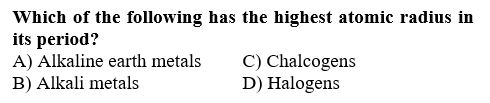 Which of the following has the highest atomic radius in
its period?
A) Alkaline earth metals C) Chalcogens
B) Alkali metals D) Halogens